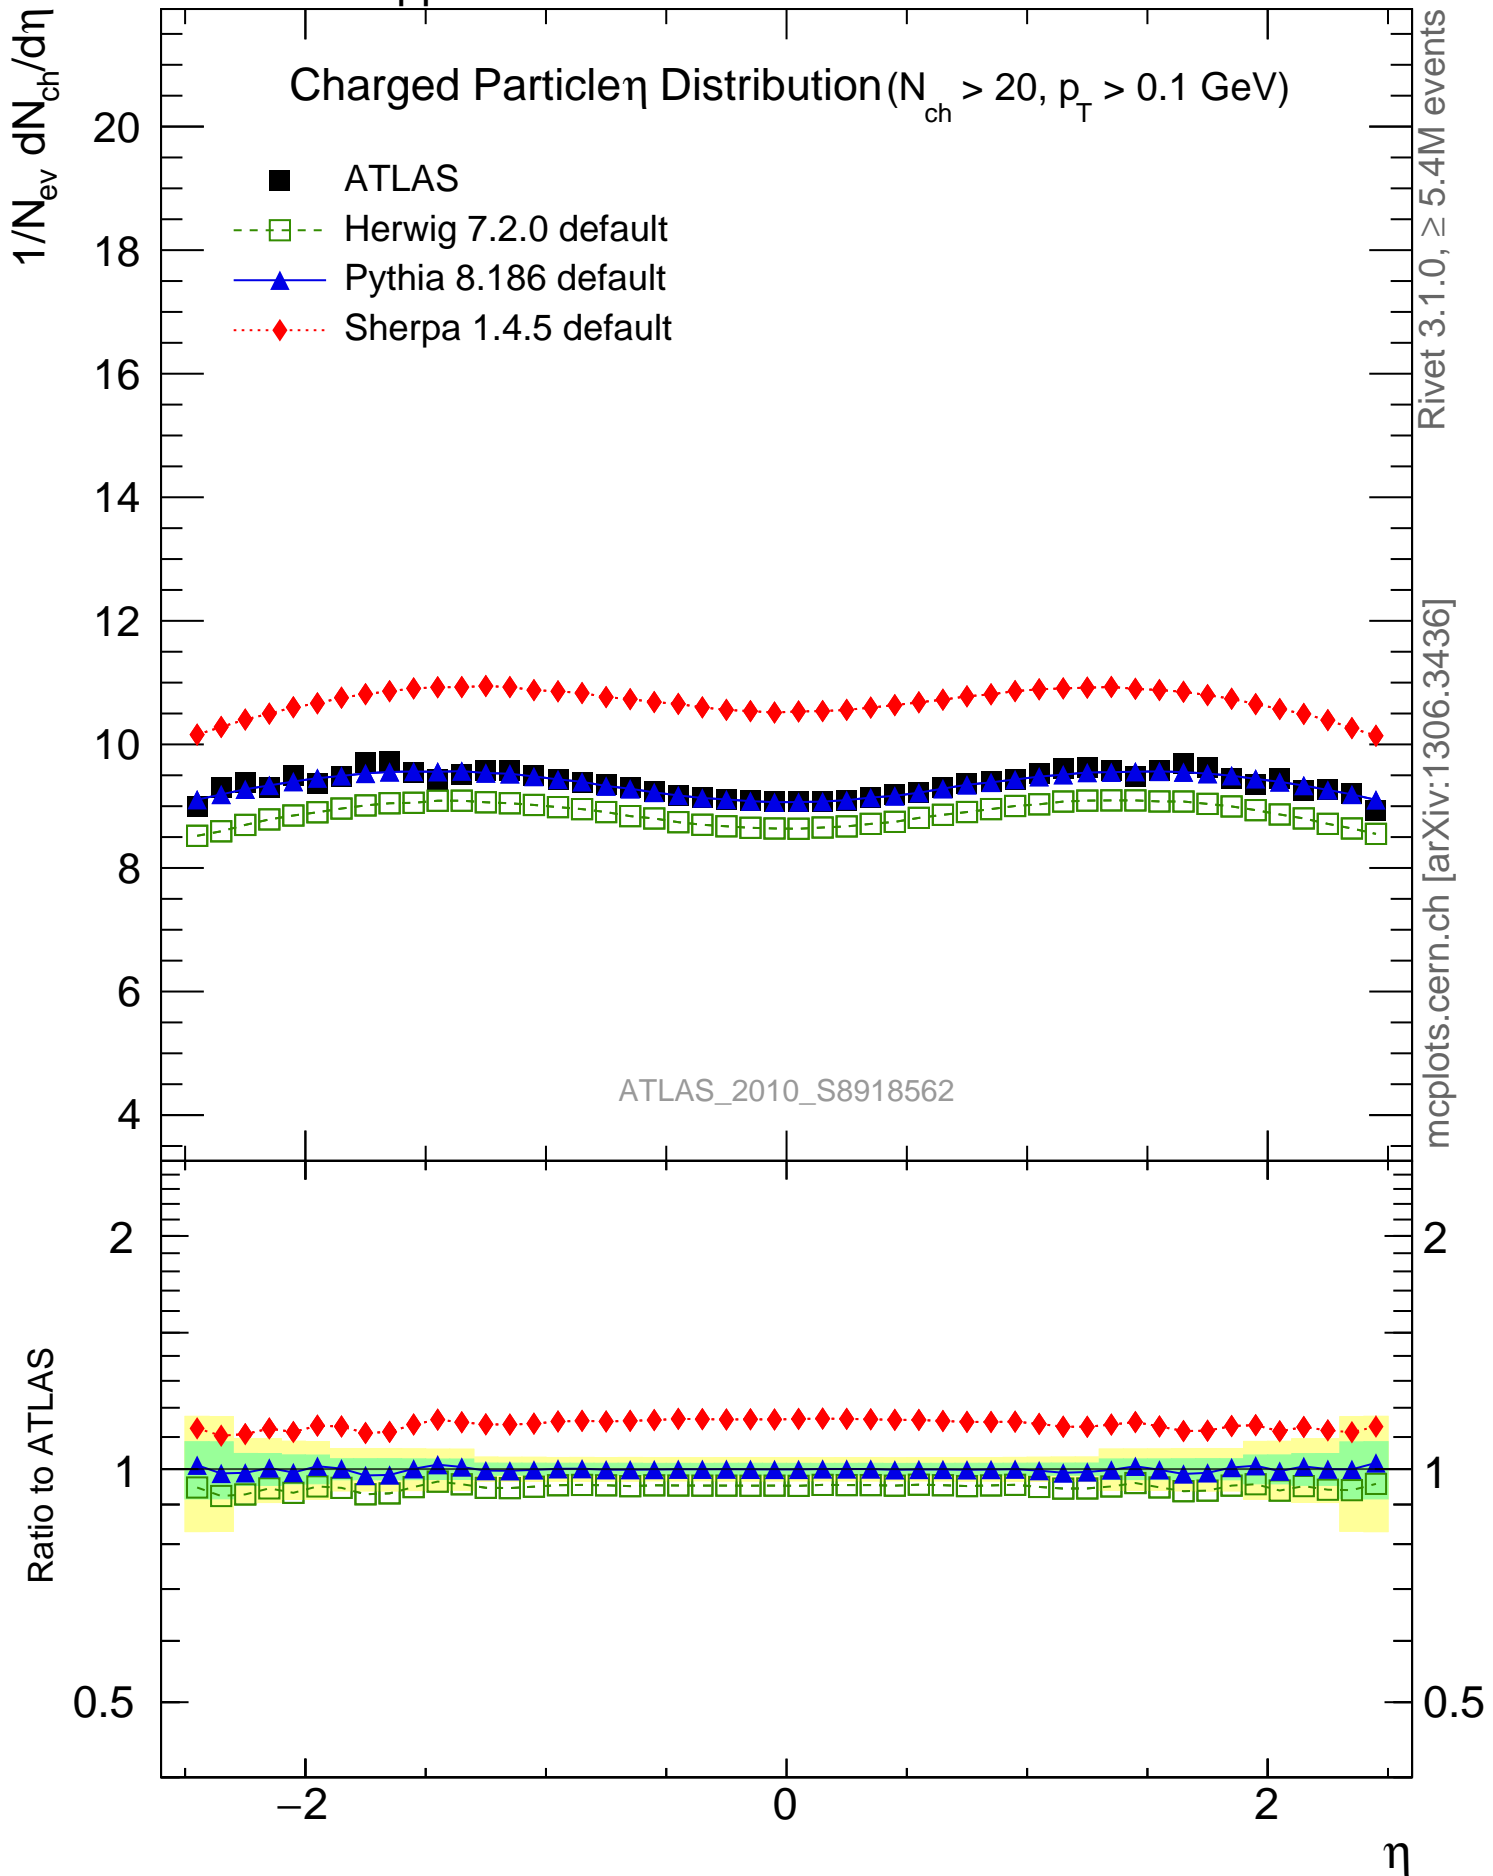 1/N_ev dN_ch/dη
Charged Particle η Distribution (N_ch > 20, p_T > 0.1 GeV)
ATLAS
Herwig 7.2.0 default
Pythia 8.186 default
Sherpa 1.4.5 default
20
18
16
14
12
10
8
6
4
ATLAS_2010_S8918562
Rivet 3.1.0, ≥ 5.4M events
mcplots.cern.ch [arXiv:1306.3436]
Ratio to ATLAS
2
1
0.5
2
1
0.5
−2
0
2
η